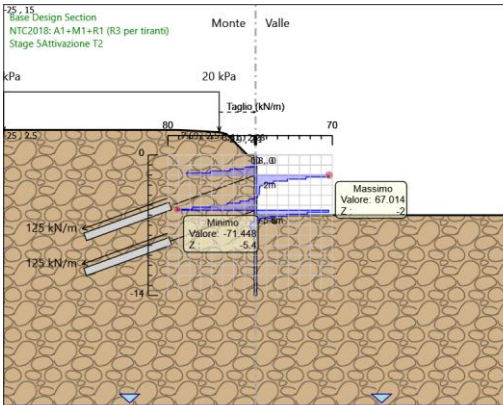 -25 , 15
Base Design Section
NTC2018: A1+M1+R1 (R3 per tiranti)
Stage 5Attivazione T2
Monte
Valle
kPa
20 kPa
Taglio (kN/m)
80
70
-25 , 2.5
0
-2m
Massimo
Valore: 67.014
Z : -2
Minimo
Valore: -71.448
Z : -5.4
125 kN/m
125 kN/m
-14